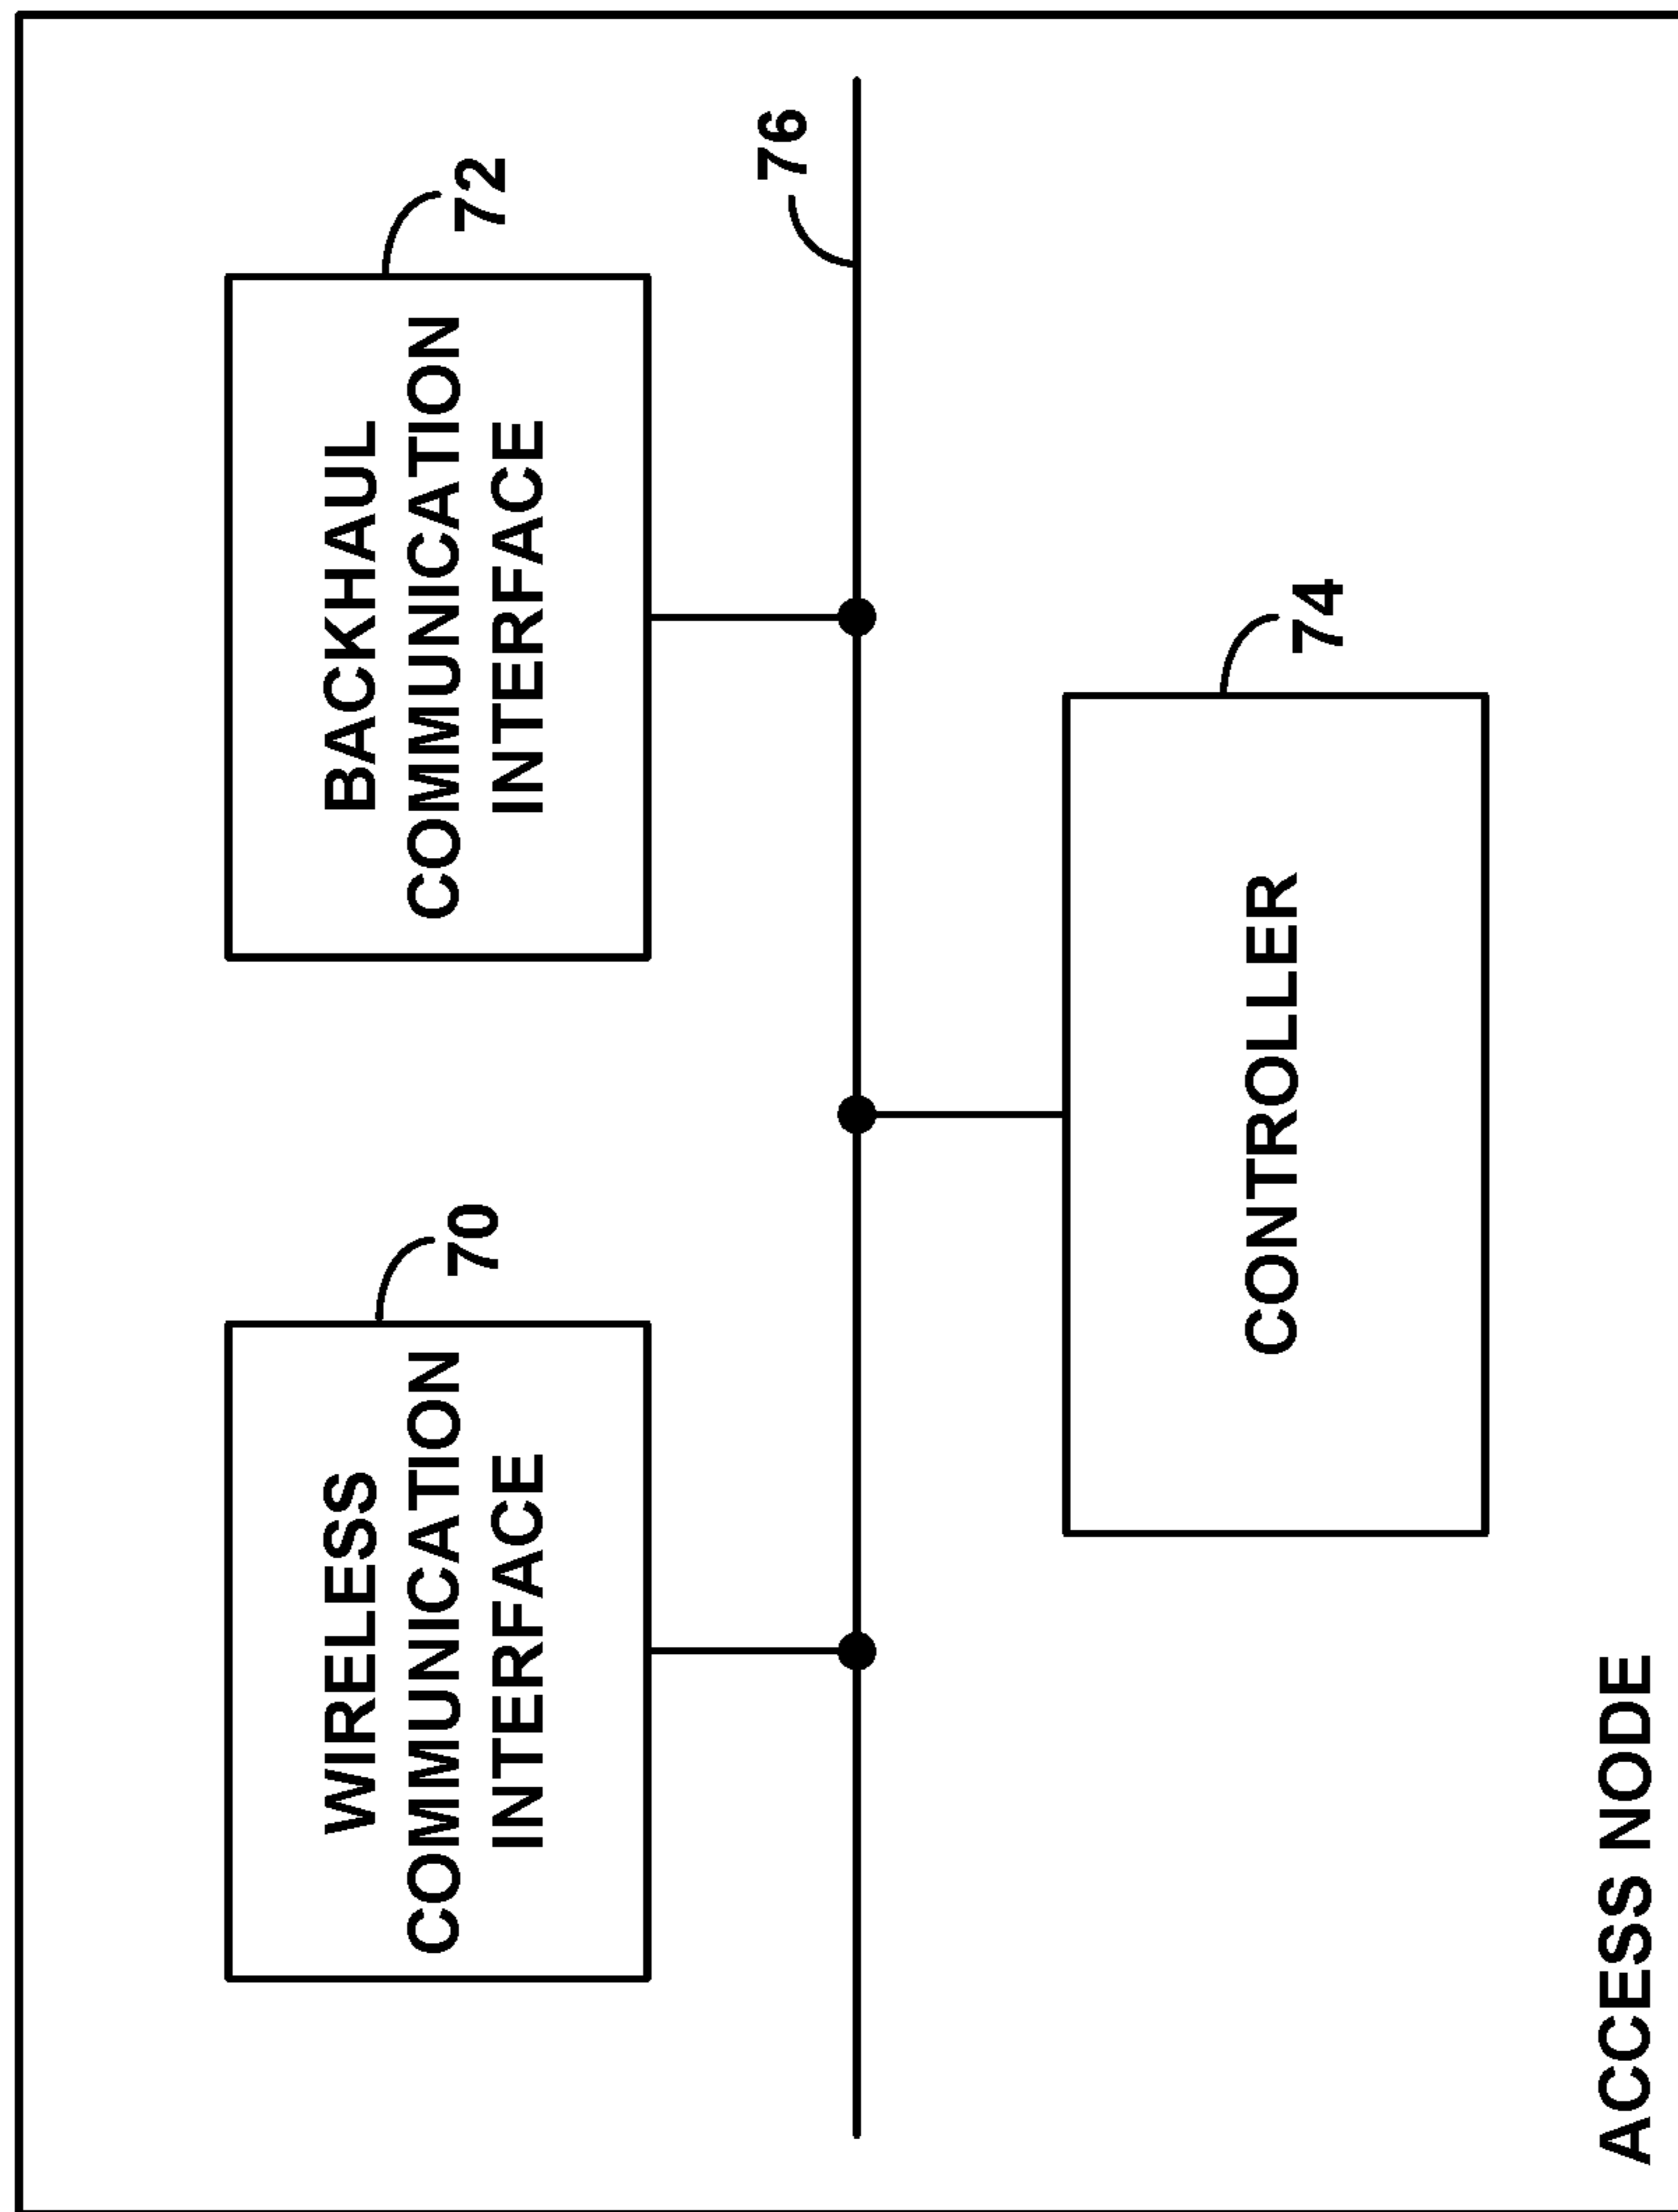 70
WIRELESS
COMMUNICATION
INTERFACE
72
BACKHAUL
COMMUNICATION
INTERFACE
76
74
CONTROLLER
ACCESS NODE